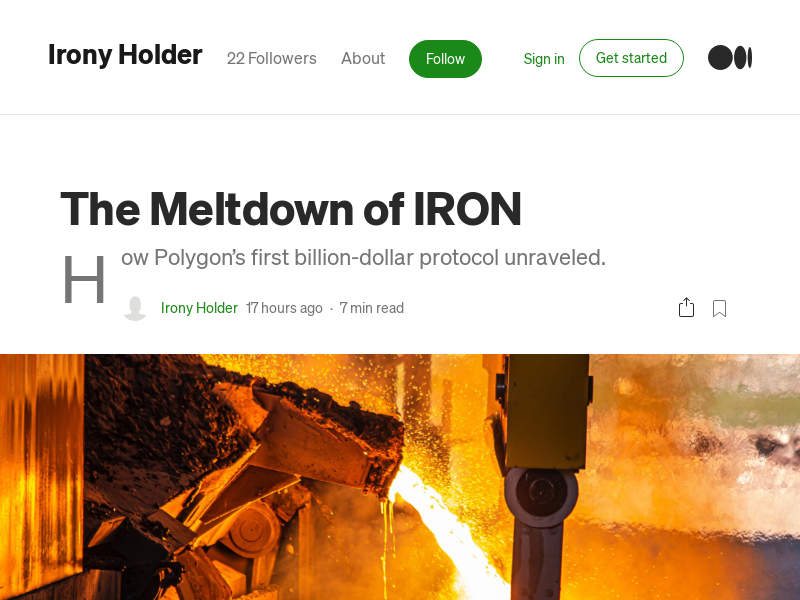 Irony Holder 22 Followers About Follow Sign in Get started
The Meltdown of IRON
How Polygon’s first billion-dollar protocol unraveled.
Irony Holder 17 hours ago · 7 min read